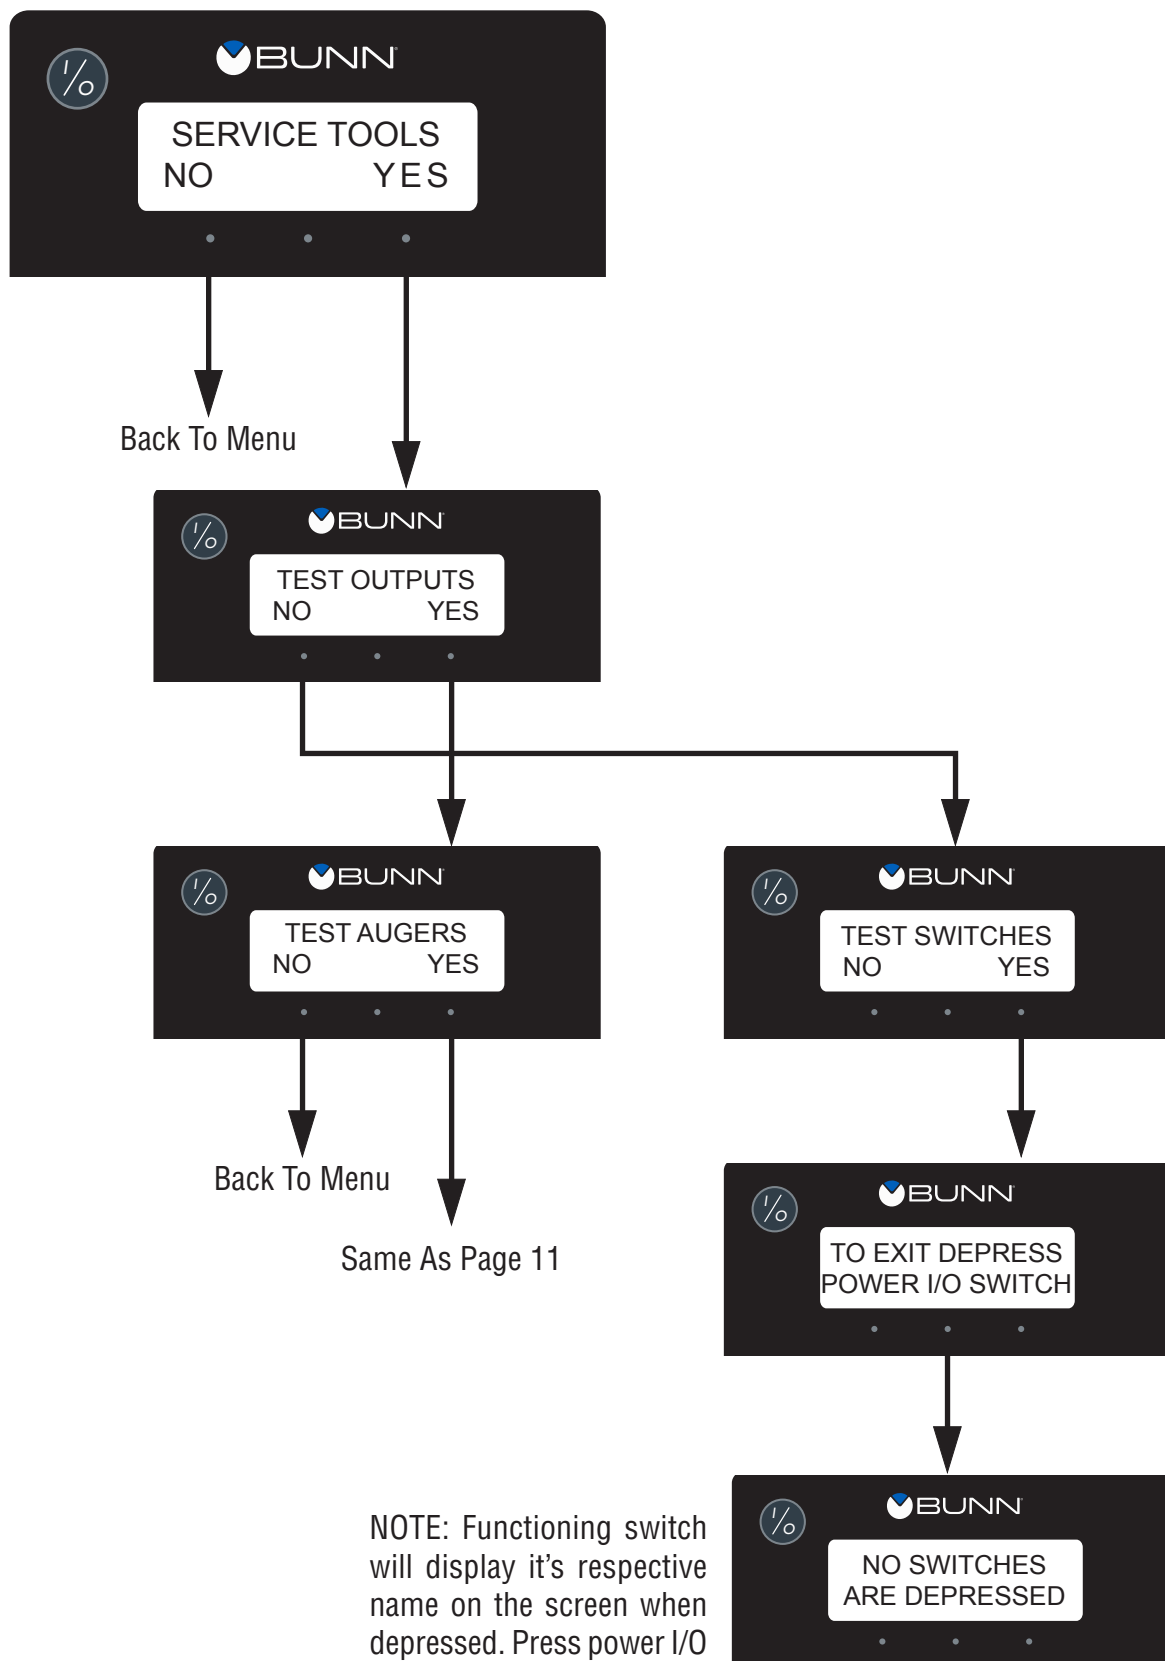 I/O
BUNN
SERVICE TOOLS
NO YES
Back To Menu
I/O
BUNN
TEST OUTPUTS
NO YES
I/O
BUNN
TEST AUGERS
NO YES
Back To Menu
Same As Page 11
I/O
BUNN
TEST SWITCHES
NO YES
I/O
BUNN
TO EXIT DEPRESS
POWER I/O SWITCH
I/O
BUNN
NO SWITCHES
ARE DEPRESSED
NOTE: Functioning switch
will display it's respective
name on the screen when
depressed. Press power I/O